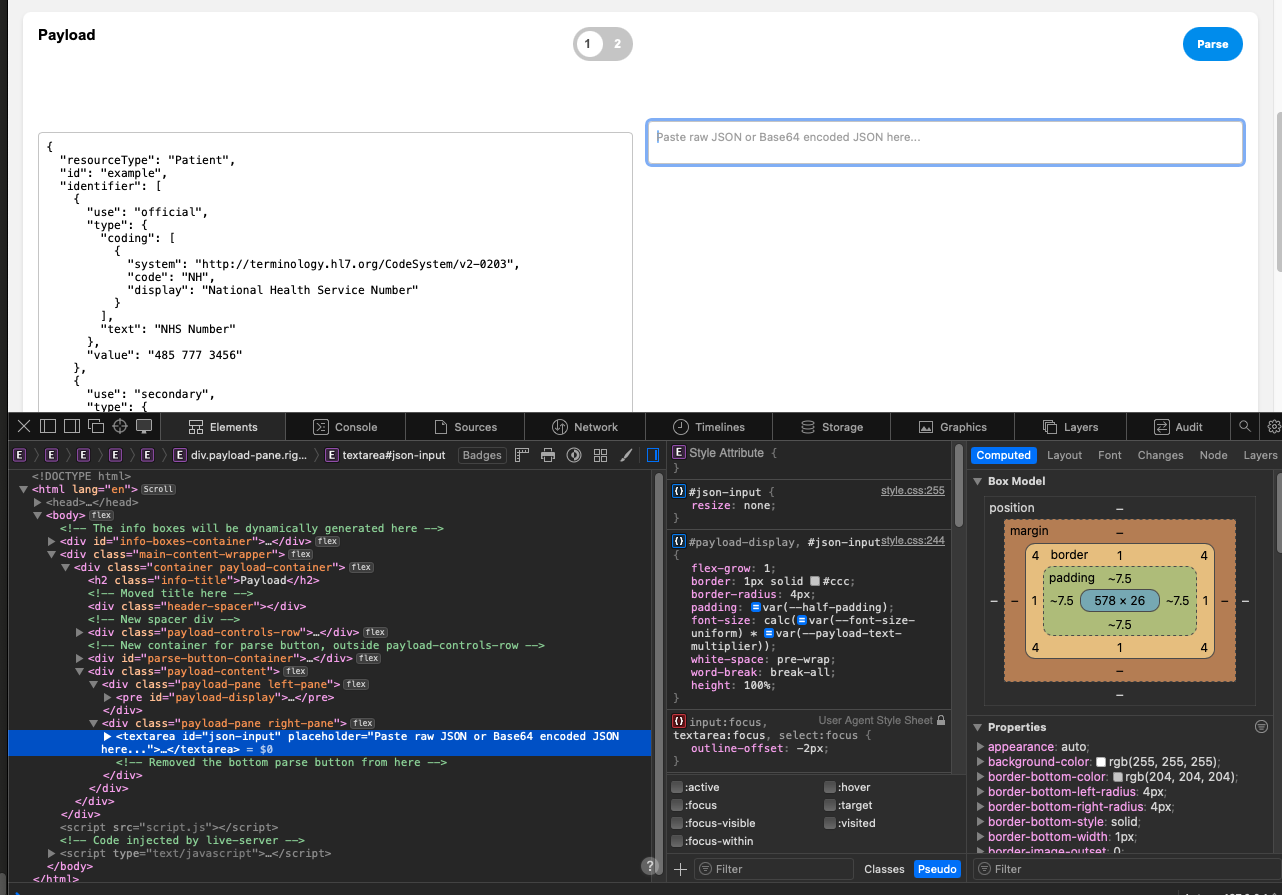 Payload
1 2
Parse
Paste raw JSON or Base64 encoded JSON here...
{
"resourceType": "Patient",
"id": "example",
"identifier": [
{
"use": "official",
"type": {
"coding": [
{
"system": "http://terminology.hl7.org/CodeSystem/v2-0203",
"code": "NH",
"display": "National Health Service Number"
}
],
"text": "NHS Number"
},
"value": "485 777 3456"
},
{
"use": "secondary",
"type": {
Elements
Console
Sources
Network
Timelines
Storage
Graphics
Layers
Audit
E E E E E E div.payload-pane.rig... E textarea#json-input
Badges
<!DOCTYPE html>
<html lang="en"> Scroll
<head>…</head>
<body> flex
<!-- The info boxes will be dynamically generated here -->
<div id="info-boxes-container">…</div> flex
<div class="main-content-wrapper"> flex
<div class="container payload-container"> flex
<h2 class="info-title">Payload</h2>
<!-- Moved title here -->
<div class="header-spacer"></div>
<!-- New spacer div -->
<div class="payload-controls-row">…</div> flex
<!-- New container for parse button, outside payload-controls-row -->
<div id="parse-button-container">…</div> flex
<div class="payload-content"> flex
<div class="payload-pane left-pane"> flex
<pre id="payload-display">…</pre>
</div>
<div class="payload-pane right-pane"> flex
<textarea id="json-input" placeholder="Paste raw JSON or Base64 encoded JSON
here...">…</textarea> = $0
<!-- Removed the bottom parse button from here -->
</div>
</div>
</div>
</div>
<script src="script.js"></script>
<!-- Code injected by live-server -->
<script type="text/javascript">…</script>
</body>
</html>
?
E Style Attribute {
}
#json-input { style.css:255
resize: none;
}
#payload-display, #json-input style.css:244
{
flex-grow: 1;
border: 1px solid #ccc;
border-radius: 4px;
padding: var(--half-padding);
font-size: calc(var(--font-size-
uniform) * var(--payload-text-
multiplier));
white-space: pre-wrap;
word-break: break-all;
height: 100%;
}
input:focus, User Agent Style Sheet
textarea:focus, select:focus {
outline-offset: -2px;
}
:active :hover
:focus :target
:focus-visible :visited
:focus-within
Filter
Classes Pseudo
Computed Layout Font Changes Node Layers
Box Model
position –
margin –
4 border 1 4
padding ~7.5
– – 1 ~7.5 578 × 26 ~7.5 1 – –
~7.5
4 1 4
–
–
Properties
appearance: auto;
background-color: rgb(255, 255, 255);
border-bottom-color: rgb(204, 204, 204);
border-bottom-left-radius: 4px;
border-bottom-right-radius: 4px;
border-bottom-style: solid;
border-bottom-width: 1px;
border-image-outset: 0;
Filter